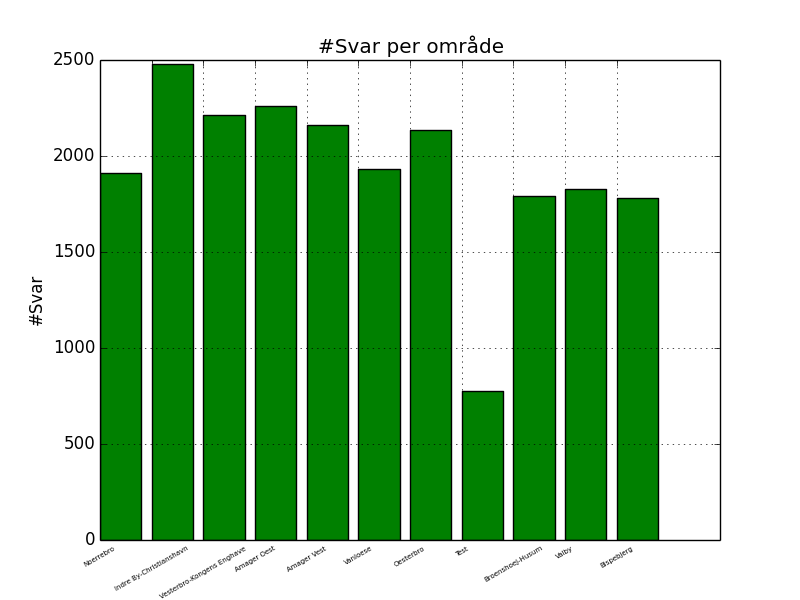 #Svar per område
2500
2000
1500
1000
500
0
#Svar
Noerrebro
Indre By-Christianshavn
Vesterbro-Kongens Enghave
Amager Oest
Amager Vest
Vanloese
Oesterbro
Test
Broenshoej-Husum
Valby
Bispebjerg